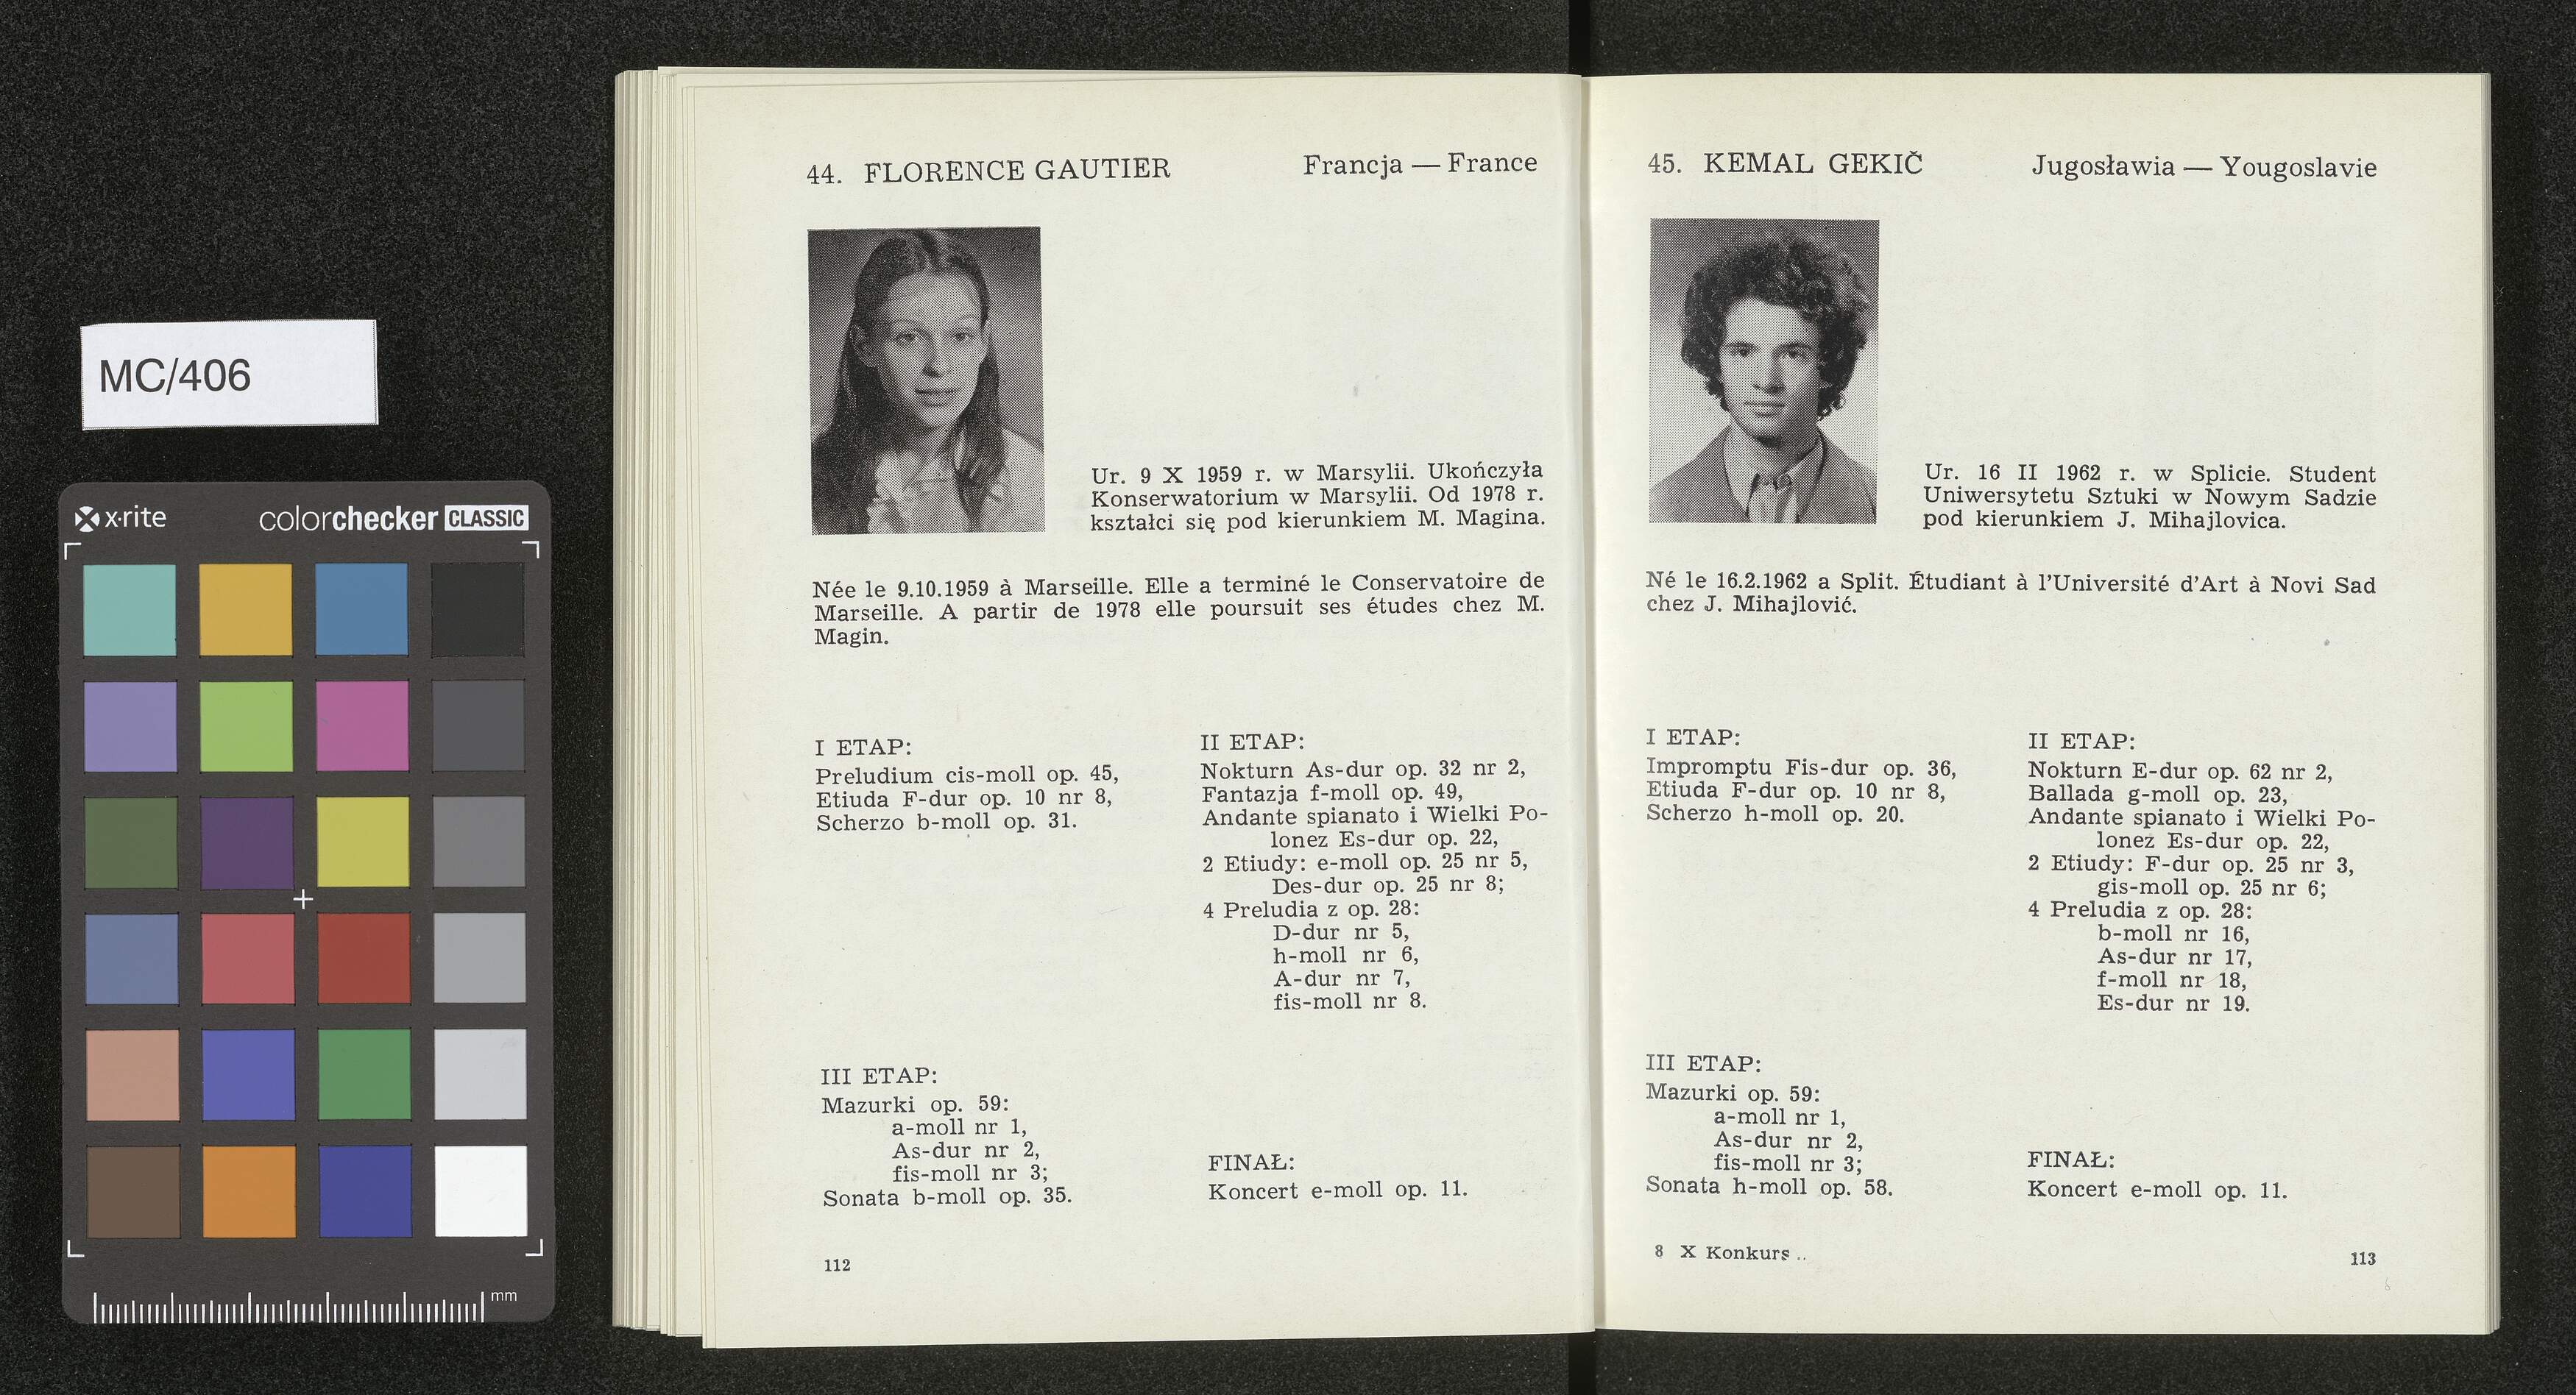 MC/406
x·rite colorchecker CLASSIC
mm
44. FLORENCE GAUTIER Francja — France
Ur. 9 X 1959 r. w Marsylii. Ukończyła
Konserwatorium w Marsylii. Od 1978 r.
kształci się pod kierunkiem M. Magina.
Née le 9.10.1959 à Marseille. Elle a terminé le Conservatoire de
Marseille. A partir de 1978 elle poursuit ses études chez M.
Magin.
I ETAP:
Preludium cis-moll op. 45,
Etiuda F-dur op. 10 nr 8,
Scherzo b-moll op. 31.
II ETAP:
Nokturn As-dur op. 32 nr 2,
Fantazja f-moll op. 49,
Andante spianato i Wielki Po-
lonez Es-dur op. 22,
2 Etiudy: e-moll op. 25 nr 5,
Des-dur op. 25 nr 8;
4 Preludia z op. 28:
D-dur nr 5,
h-moll nr 6,
A-dur nr 7,
fis-moll nr 8.
III ETAP:
Mazurki op. 59:
a-moll nr 1,
As-dur nr 2,
fis-moll nr 3;
Sonata b-moll op. 35.
FINAŁ:
Koncert e-moll op. 11.
112
45. KEMAL GEKIČ Jugosławia — Yougoslavie
Ur. 16 II 1962 r. w Splicie. Student
Uniwersytetu Sztuki w Nowym Sadzie
pod kierunkiem J. Mihajlovica.
Né le 16.2.1962 a Split. Étudiant à l'Université d'Art à Novi Sad
chez J. Mihajlović.
I ETAP:
Impromptu Fis-dur op. 36,
Etiuda F-dur op. 10 nr 8,
Scherzo h-moll op. 20.
II ETAP:
Nokturn E-dur op. 62 nr 2,
Ballada g-moll op. 23,
Andante spianato i Wielki Po-
lonez Es-dur op. 22,
2 Etiudy: F-dur op. 25 nr 3,
gis-moll op. 25 nr 6;
4 Preludia z op. 28:
b-moll nr 16,
As-dur nr 17,
f-moll nr 18,
Es-dur nr 19.
III ETAP:
Mazurki op. 59:
a-moll nr 1,
As-dur nr 2,
fis-moll nr 3;
Sonata h-moll op. 58.
FINAŁ:
Koncert e-moll op. 11.
8 X Konkurs ..
113